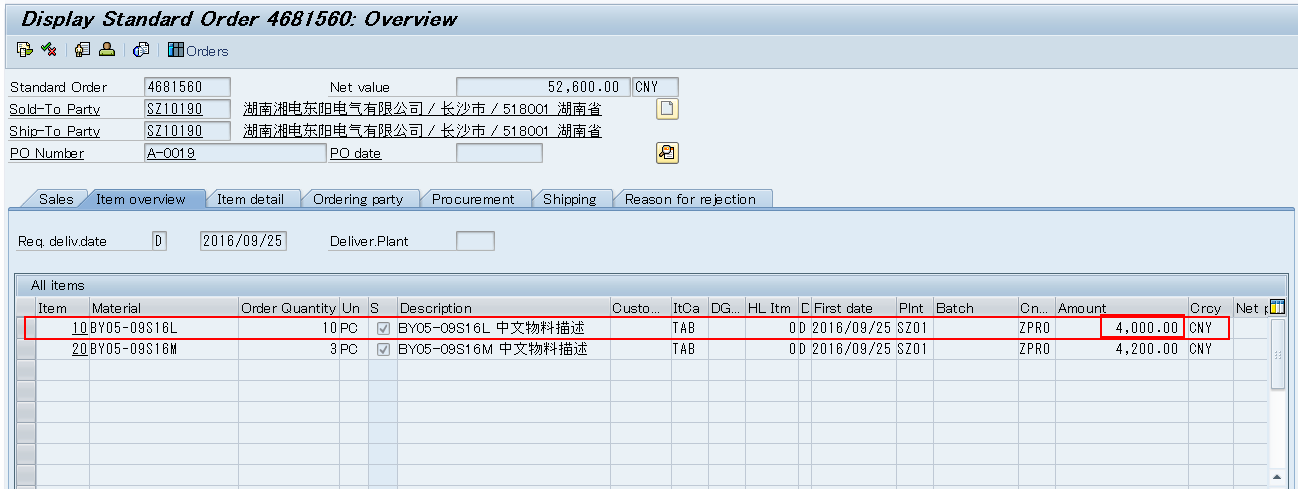 Display Standard Order 4681560: Overview
Orders
Standard Order 4681560 Net value 52,600.00 CNY
Sold-To Party SZ10190 湖南湘电东阳电气有限公司 / 长沙市 / 518001 湖南省
Ship-To Party SZ10190 湖南湘电东阳电气有限公司 / 长沙市 / 518001 湖南省
PO Number A-0019 PO date
Sales Item overview Item detail Ordering party Procurement Shipping Reason for rejection
Req. deliv.date D 2016/09/25 Deliver.Plant
All items
Item Material Order Quantity Un S Description Custo... ItCa DG... HL Itm D First date Plnt Batch Cn... Amount Crcy Net p
10 BY05-09S16L 10 PC BY05-09S16L 中文物料描述 TAB 0 D 2016/09/25 SZ01 ZPR0 4,000.00 CNY
20 BY05-09S16M 3 PC BY05-09S16M 中文物料描述 TAB 0 D 2016/09/25 SZ01 ZPR0 4,200.00 CNY